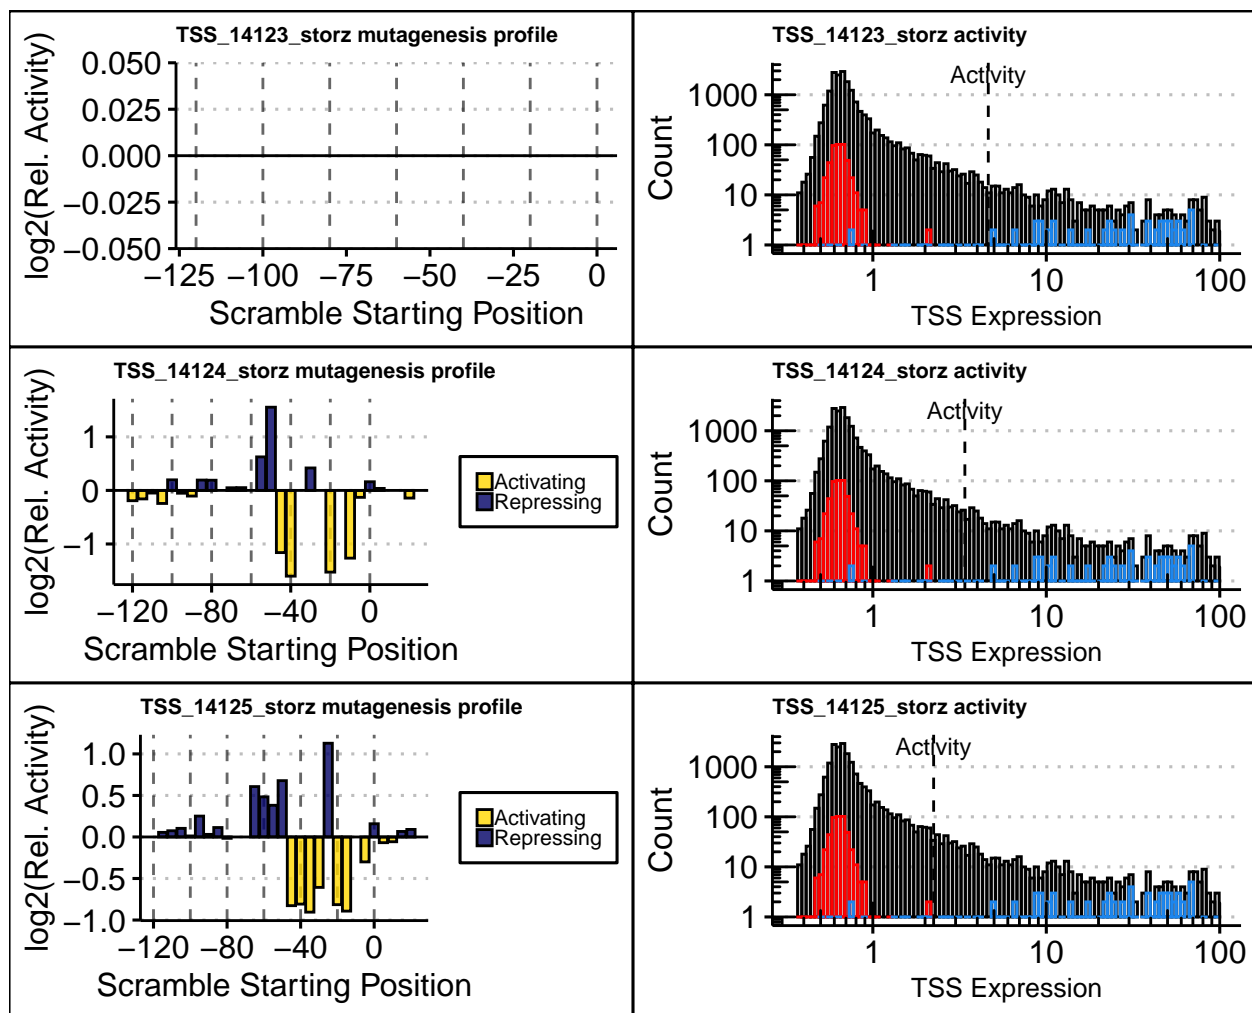 TSS_14123_storz mutagenesis profile
log2(Rel. Activity)
0.050
0.025
0.000
−0.025
−0.050
−125 −100 −75 −50 −25 0
Scramble Starting Position
TSS_14123_storz activity
Activity
Count
1000
100
10
1
1 10 100
TSS Expression
TSS_14124_storz mutagenesis profile
log2(Rel. Activity)
1
0
−1
−120 −80 −40 0
Scramble Starting Position
Activating
Repressing
TSS_14124_storz activity
Activity
Count
1000
100
10
1
1 10 100
TSS Expression
TSS_14125_storz mutagenesis profile
log2(Rel. Activity)
1.0
0.5
0.0
−0.5
−1.0
−120 −80 −40 0
Scramble Starting Position
Activating
Repressing
TSS_14125_storz activity
Activity
Count
1000
100
10
1
1 10 100
TSS Expression